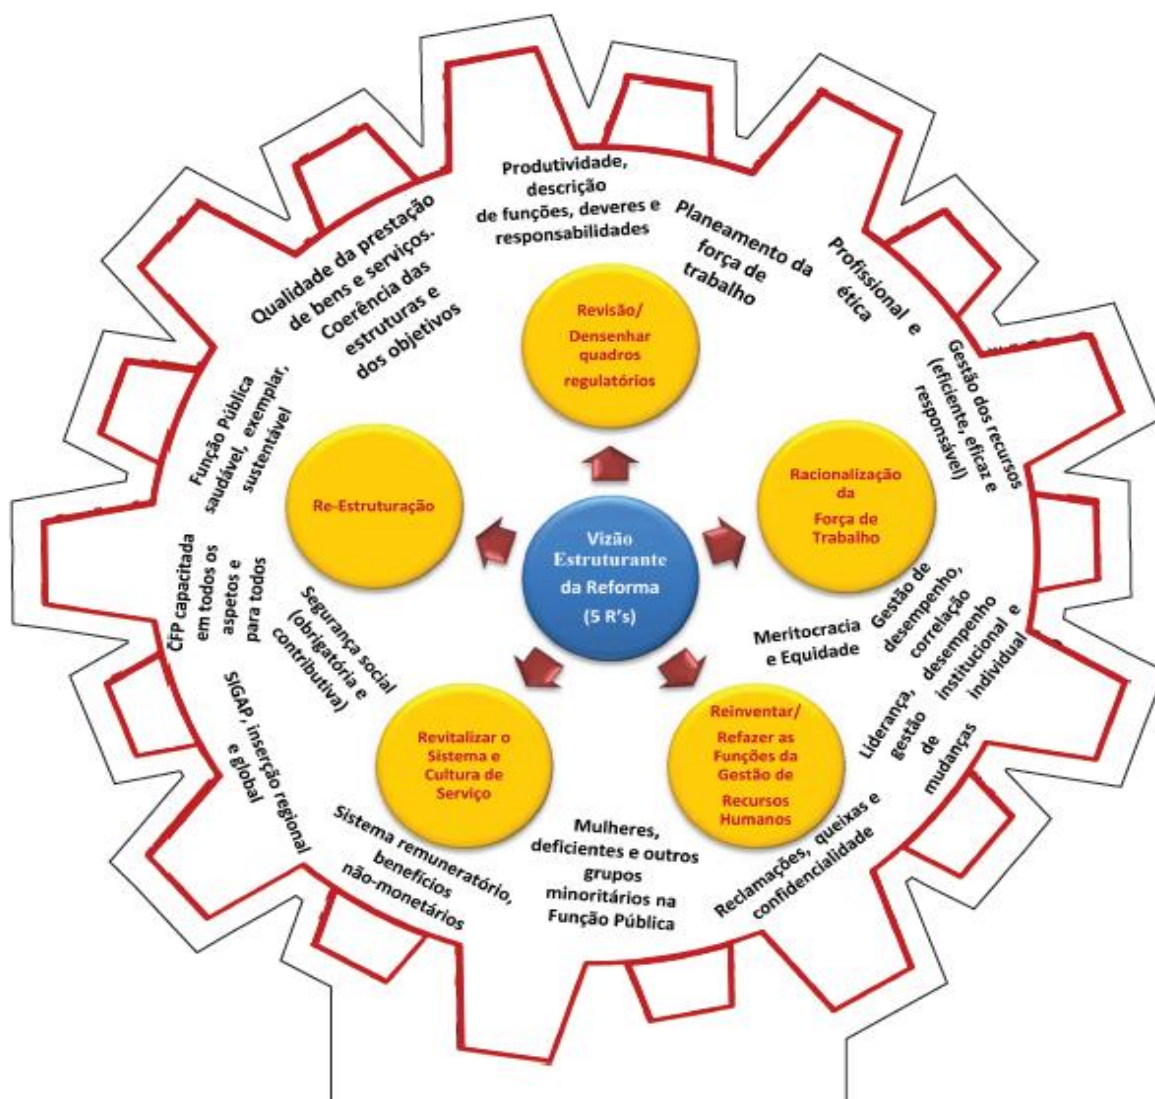 Produtividade,
descrição
de funções, deveres e
responsabilidades
Planeamento da
força de
trabalho
Profissional e
ética
Gestão dos recursos
(eficiente, eficaz e
responsável)
Qualidade da prestação
de bens e serviços.
Coerência das
estruturas e
dos objetivos
Função Pública
saudável, exemplar,
sustentável
Revisão/
Densenhar
quadros
regulatórios
Re-Estruturação
Racionalização
da
Força de
Trabalho
Vizão
Estruturante
da Reforma
(5 R's)
CFP capacitada
em todos os
aspetos e
para todos
Segurança social
(obrigatória e
contributiva)
Meritocracia
e Equidade
Gestão de
desempenho,
correlação
desempenho
institucional e
individual
Liderança,
gestão
de
mudanças
SIGAP, inserção regional
e global
Revitalizar o
Sistema e
Cultura de
Serviço
Reinventar/
Refazer as
Funções da
Gestão de
Recursos
Humanos
Sistema remuneratório,
benefícios
não-monetários
Mulheres,
deficientes e outros
grupos
minoritários na
Função Pública
Reclamações, queixas e
confidencialidade